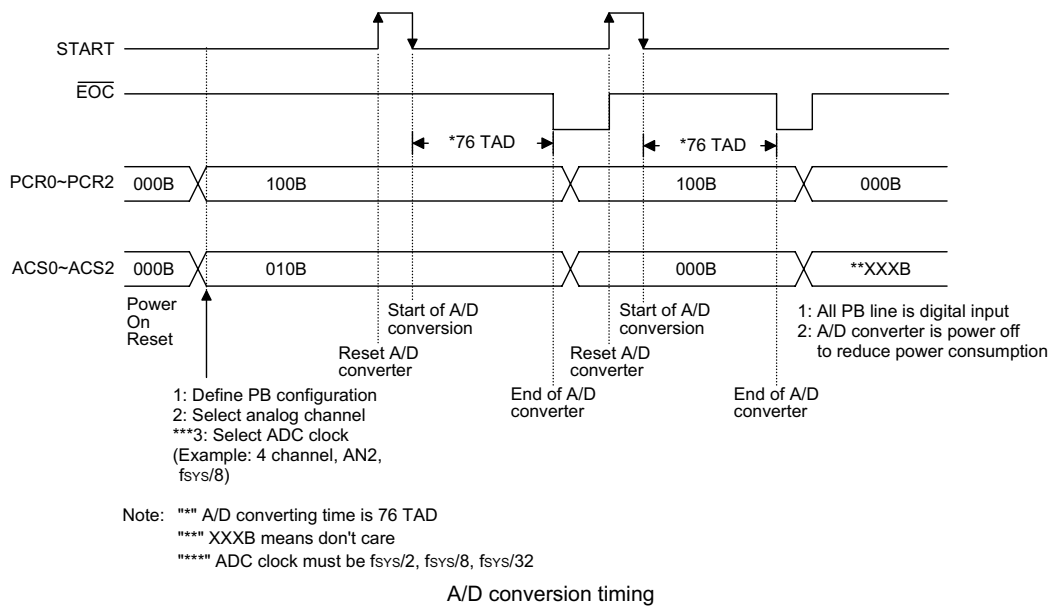 START
EOC
*76 TAD *76 TAD
PCR0~PCR2 000B 100B 100B 000B
ACS0~ACS2 000B 010B 000B **XXXB
Power
On
Reset
Start of A/D
conversion
Start of A/D
conversion
1: All PB line is digital input
2: A/D converter is power off
to reduce power consumption
Reset A/D
converter
Reset A/D
converter
1: Define PB configuration
2: Select analog channel
***3: Select ADC clock
(Example: 4 channel, AN2,
fSYS/8)
End of A/D
converter
End of A/D
converter
Note: "*" A/D converting time is 76 TAD
"**" XXXB means don't care
"***" ADC clock must be fSYS/2, fSYS/8, fSYS/32
A/D conversion timing